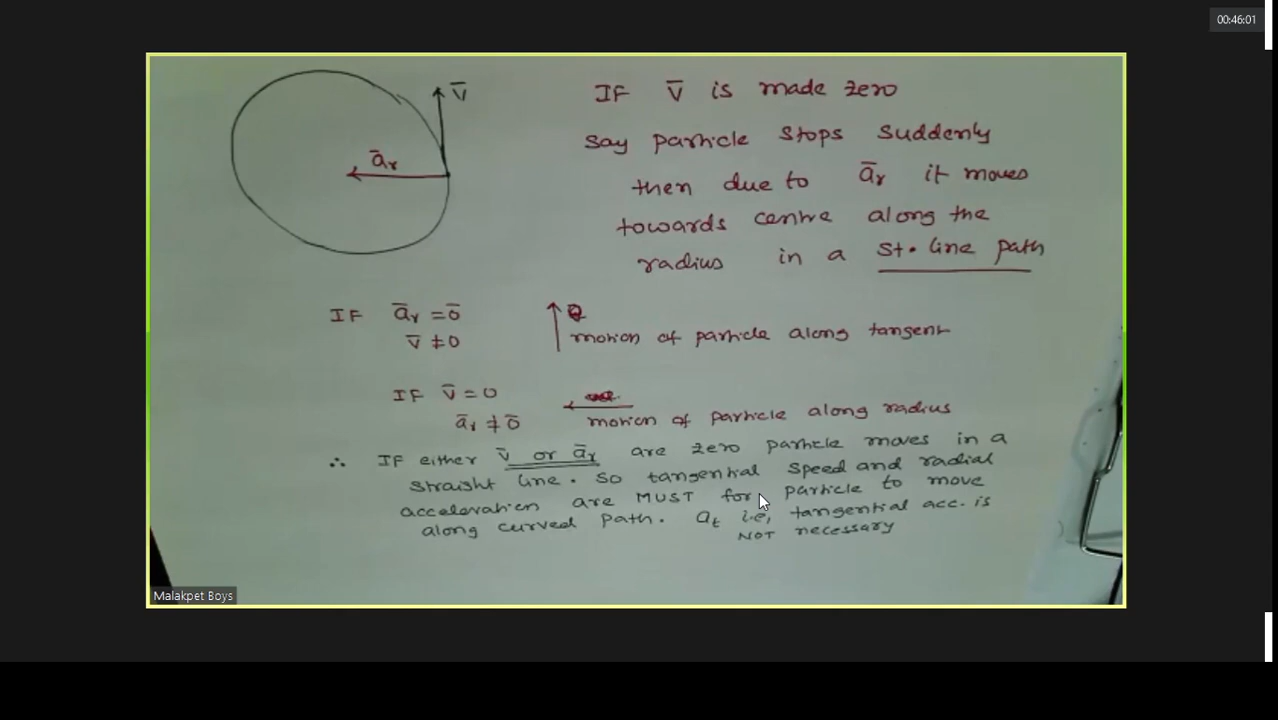 00:46:01
V̄
IF V̄ is made zero
āᵣ
say particle stops suddenly
then due to āᵣ it moves
towards centre along the
radius in a st. line path
IF āᵣ = ō
V̄ ≠ 0
motion of particle along tangent
IF V̄ = 0
āᵣ ≠ ō
motion of particle along radius
∴ IF either V̄ or āᵣ are zero particle moves in a
straight line. so tangential speed and radial
acceleration are MUST for particle to move
along curved path. aₜ i.e, tangential acc. is
NOT necessary
Malakpet Boys